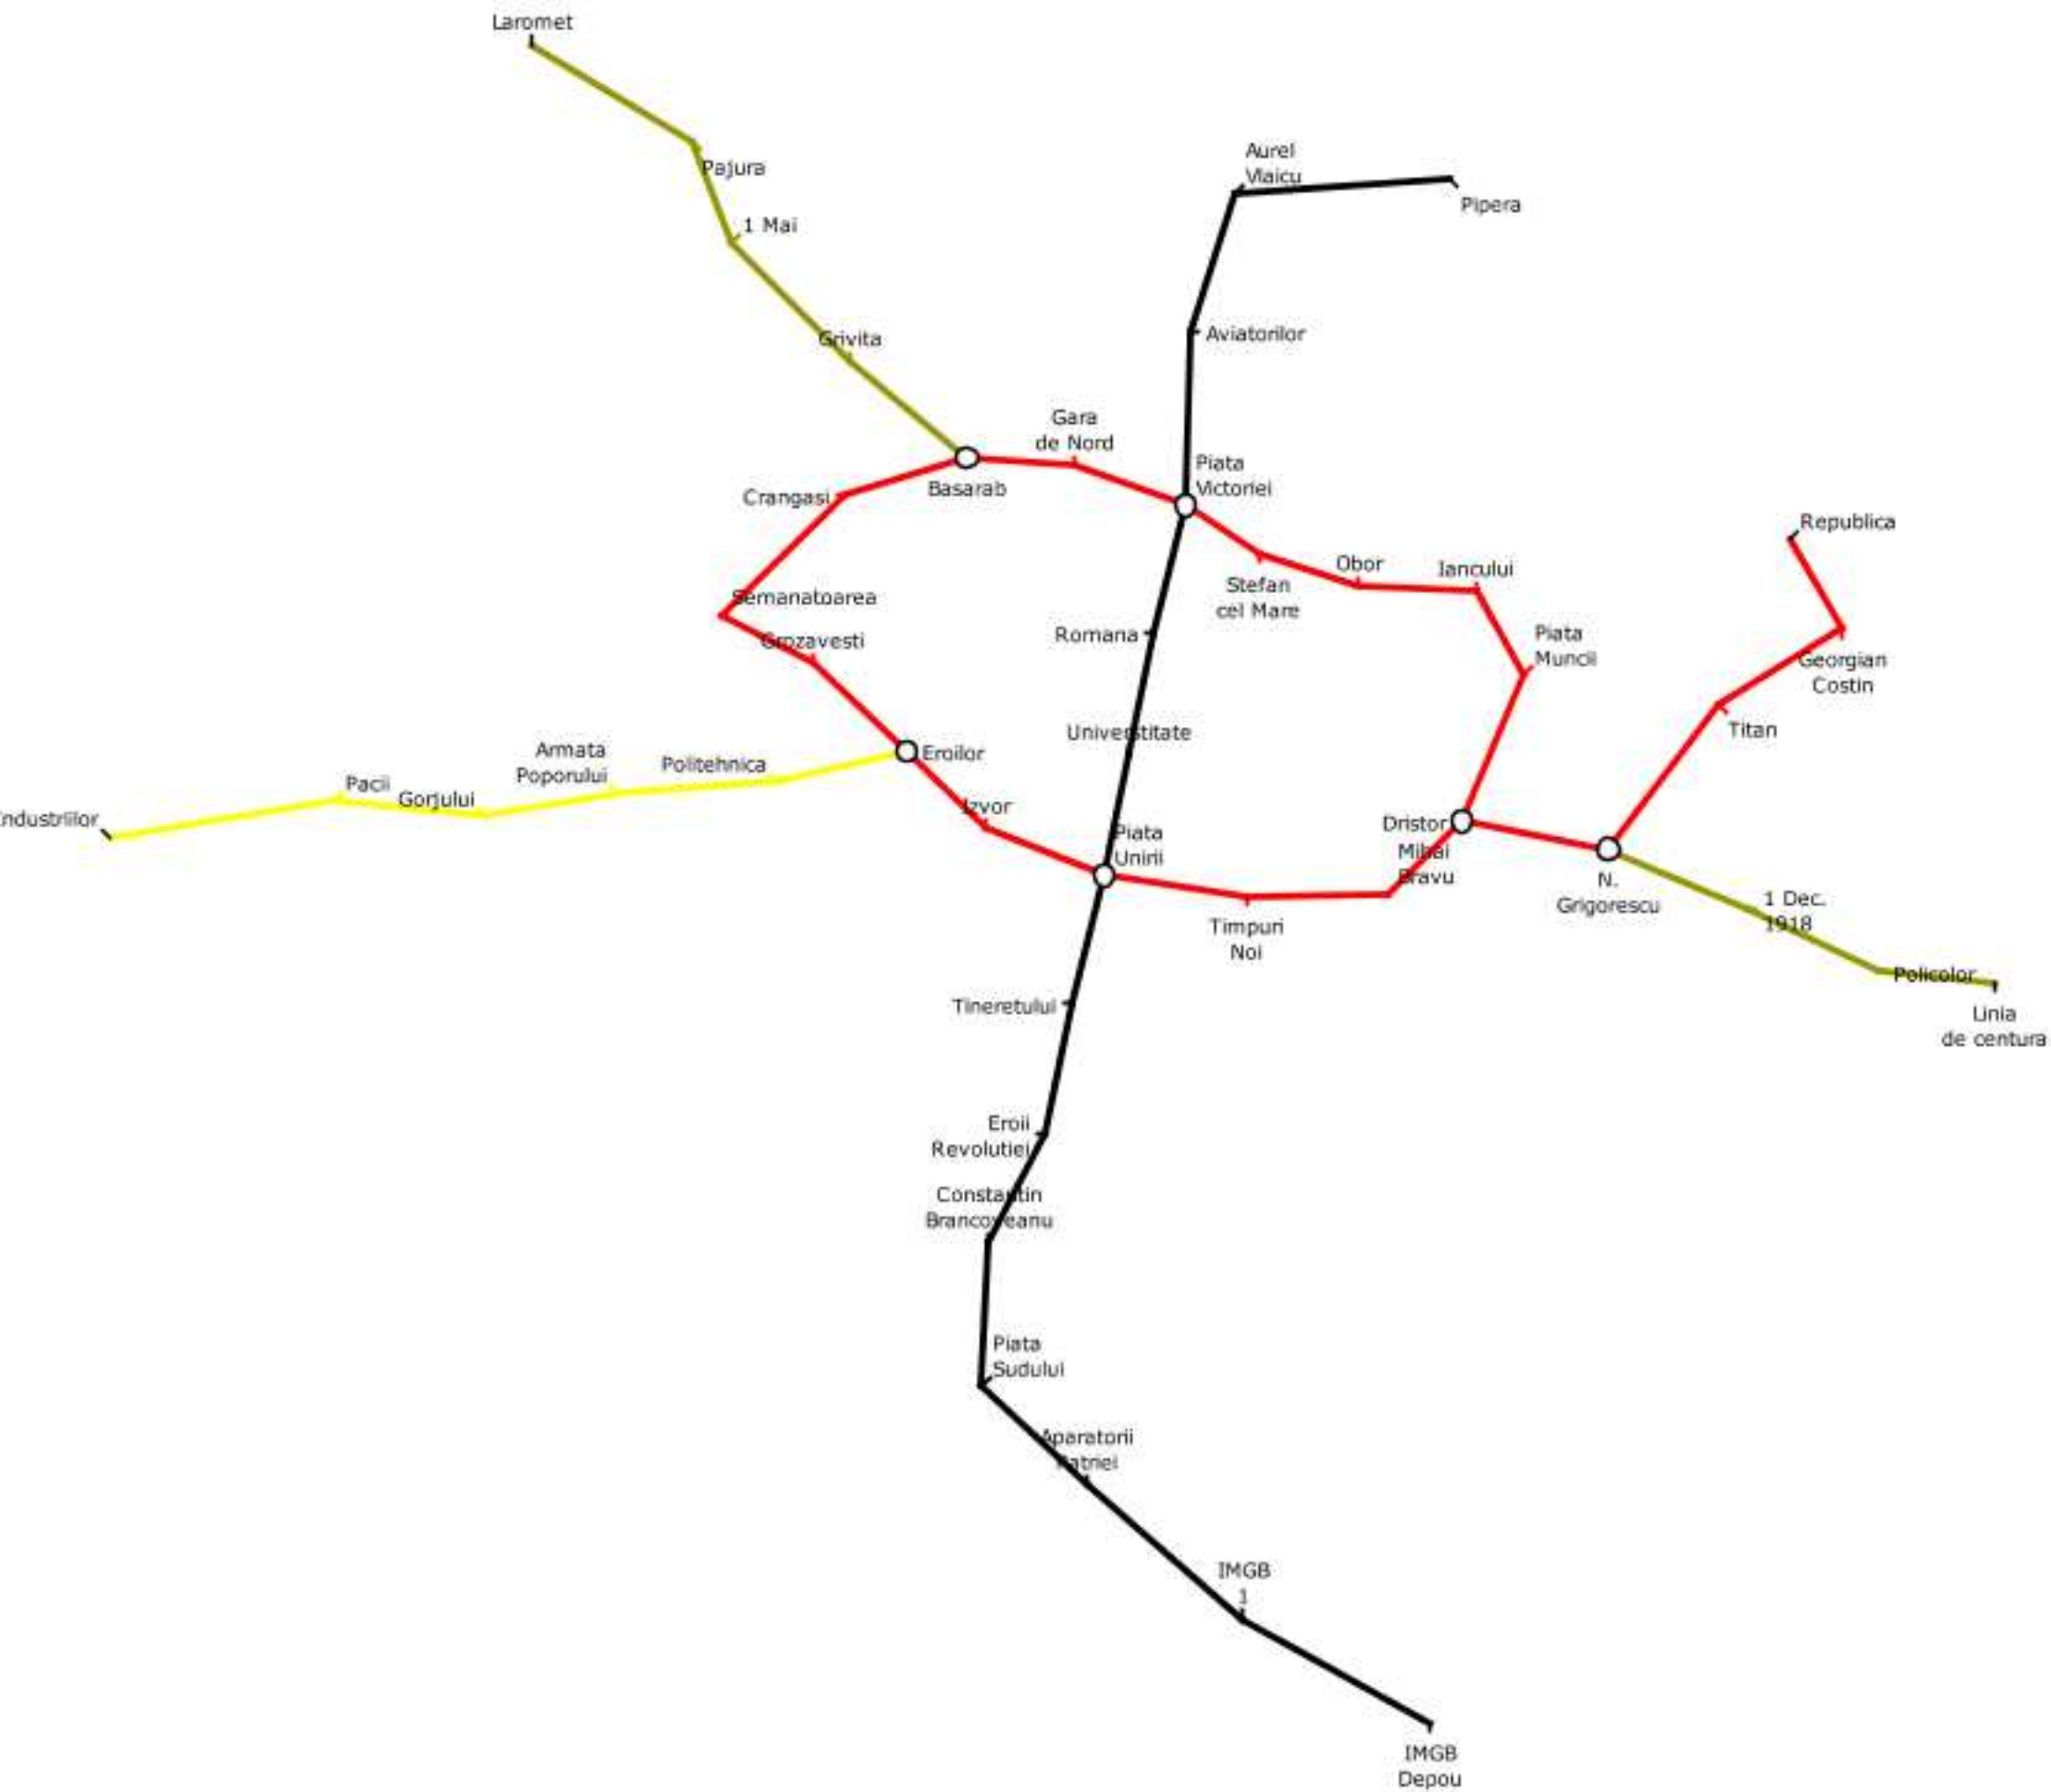 Laromet
Pajura
1 Mai
Grivita
Aurel
Vlaicu
Pipera
Aviatorilor
Gara
de Nord
Basarab
Crangasi
Piata
Victoriei
Republica
Stefan
cel Mare
Obor
Iancului
Semanatoarea
Grozavesti
Romana
Piata
Muncii
Georgian
Costin
Titan
Universtitate
Eroilor
Armata
Poporului
Politehnica
Pacii
Gorjului
Industriilor
Izvor
Piata
Unirii
Dristor
Mihai
Bravu
N.
Grigorescu
1 Dec.
1918
Policolor
Linia
de centura
Timpuri
Noi
Tineretului
Eroii
Revolutiei
Constantin
Brancoveanu
Piata
Sudului
Aparatorii
Patriei
IMGB
1
IMGB
Depou